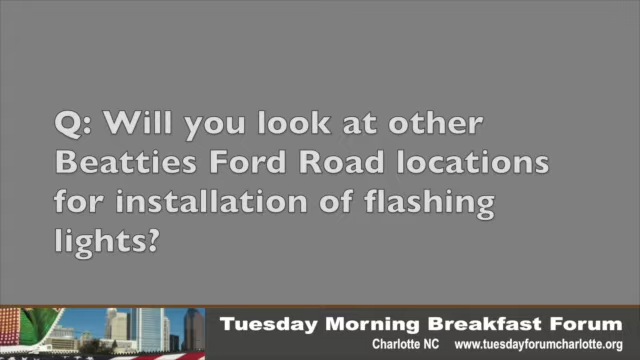 Q: Will you look at other
Beatties Ford Road locations
for installation of flashing
lights?
Tuesday Morning Breakfast Forum
Charlotte NC www.tuesdayforumcharlotte.org